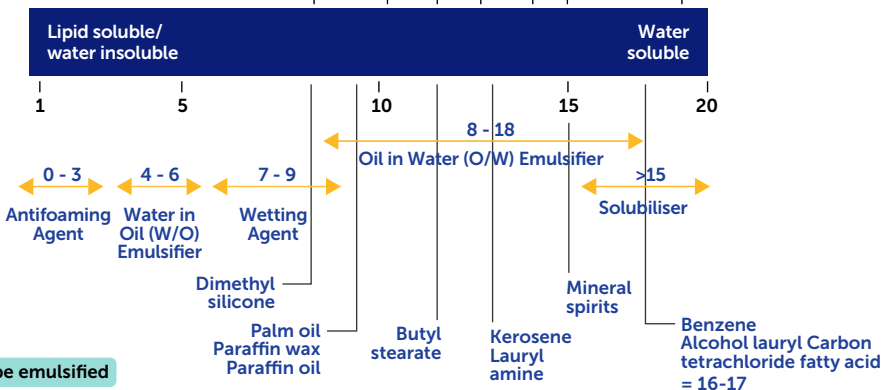 Lipid soluble/
water insoluble
Water
soluble
1
5
10
15
20
8 - 18
Oil in Water (O/W) Emulsifier
0 - 3
Antifoaming
Agent
4 - 6
Water in
Oil (W/O)
Emulsifier
7 - 9
Wetting
Agent
>15
Solubiliser
Dimethyl
silicone
Palm oil
Paraffin wax
Paraffin oil
Butyl
stearate
Kerosene
Lauryl
amine
Mineral
spirits
Benzene
Alcohol lauryl Carbon
tetrachloride fatty acid
= 16-17
be emulsified